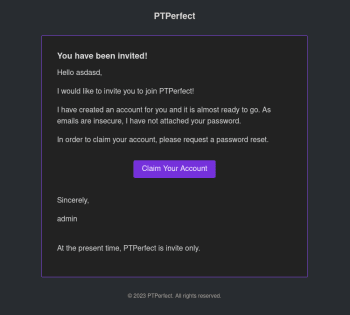 PTPerfect
You have been invited!
Hello asdasd,
I would like to invite you to join PTPerfect!
I have created an account for you and it is almost ready to go. As
emails are insecure, I have not attached your password.
In order to claim your account, please request a password reset.
Claim Your Account
Sincerely,
admin
At the present time, PTPerfect is invite only.
© 2023 PTPerfect. All rights reserved.